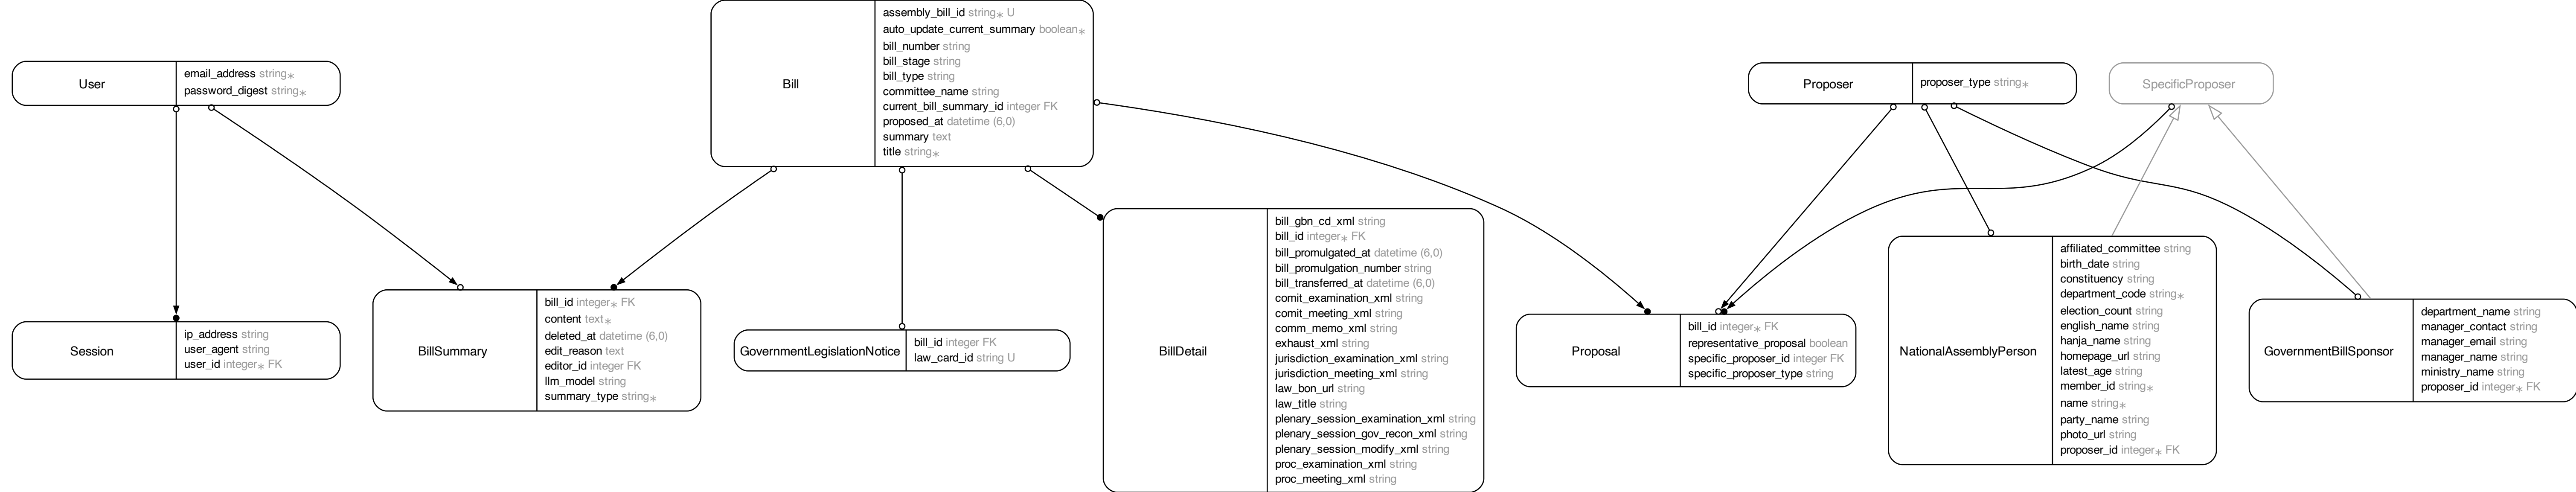 User
email_address string*
password_digest string*
Bill
assembly_bill_id string* U
auto_update_current_summary boolean*
bill_number string
bill_stage string
bill_type string
committee_name string
current_bill_summary_id integer FK
proposed_at datetime (6,0)
summary text
title string*
Proposer
proposer_type string*
SpecificProposer
Session
ip_address string
user_agent string
user_id integer* FK
BillSummary
bill_id integer* FK
content text*
deleted_at datetime (6,0)
edit_reason text
editor_id integer FK
llm_model string
summary_type string*
GovernmentLegislationNotice
bill_id integer FK
law_card_id string U
BillDetail
bill_gbn_cd_xml string
bill_id integer* FK
bill_promulgated_at datetime (6,0)
bill_promulgation_number string
bill_transferred_at datetime (6,0)
comit_examination_xml string
comit_meeting_xml string
comm_memo_xml string
exhaust_xml string
jurisdiction_examination_xml string
jurisdiction_meeting_xml string
law_bon_url string
law_title string
plenary_session_examination_xml string
plenary_session_gov_recon_xml string
plenary_session_modify_xml string
proc_examination_xml string
proc_meeting_xml string
Proposal
bill_id integer* FK
representative_proposal boolean
specific_proposer_id integer FK
specific_proposer_type string
NationalAssemblyPerson
affiliated_committee string
birth_date string
constituency string
department_code string*
election_count string
english_name string
hanja_name string
homepage_url string
latest_age string
member_id string*
name string*
party_name string
photo_url string
proposer_id integer* FK
GovernmentBillSponsor
department_name string
manager_contact string
manager_email string
manager_name string
ministry_name string
proposer_id integer* FK